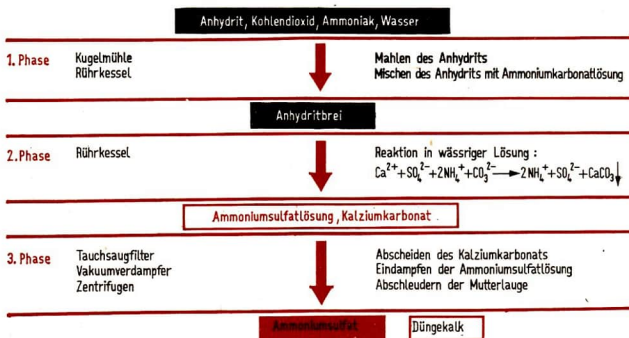 Anhydrit, Kohlendioxid, Ammoniak, Wasser
1. Phase
Kugelmühle
Rührkessel
Mahlen des Anhydrits
Mischen des Anhydrits mit Ammoniumkarbonatlösung
Anhydritbrei
2. Phase
Rührkessel
Reaktion in wässriger Lösung :
Ca²⁺+SO₄²⁻+2NH₄⁺+CO₃²⁻→2NH₄⁺+SO₄²⁻+CaCO₃↓
Ammoniumsulfatlösung, Kalziumkarbonat
3. Phase
Tauchsaugfilter
Vakuumverdampfer
Zentrifugen
Abscheiden des Kalziumkarbonats
Eindampfen der Ammoniumsulfatlösung
Abschleudern der Mutterlauge
Ammoniumsulfat
Düngekalk